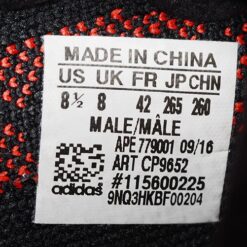 MADE IN CHINA
US UK FR JP CHN
8½ 8 42 265 260
MALE/MÂLE
APE 779001 09/16
ART CP9652
#115600225
adidas
9NQ3HKBF00204